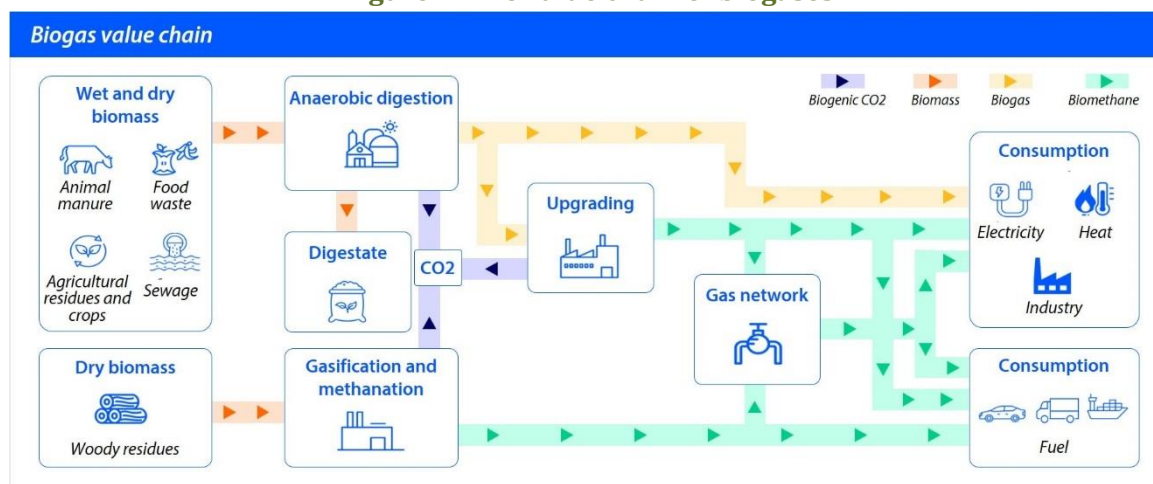 Biogas value chain
Biogenic CO2
Biomass
Biogas
Biomethane
Wet and dry
biomass
Animal
manure
Food
waste
Agricultural
residues and
crops
Sewage
Anaerobic digestion
Digestate
CO2
Upgrading
Gas network
Consumption
Electricity
Heat
Industry
Dry biomass
Woody residues
Gasification and
methanation
Consumption
Fuel